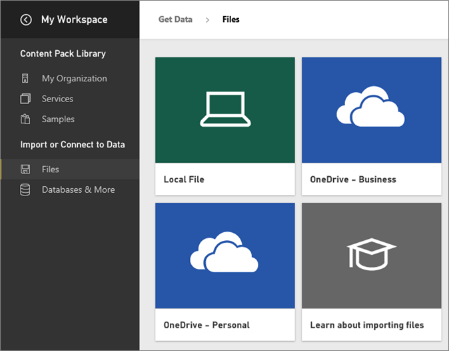 My Workspace
Content Pack Library
My Organization
Services
Samples
Import or Connect to Data
Files
Databases & More
Get Data > Files
Local File
OneDrive – Business
OneDrive – Personal
Learn about importing files